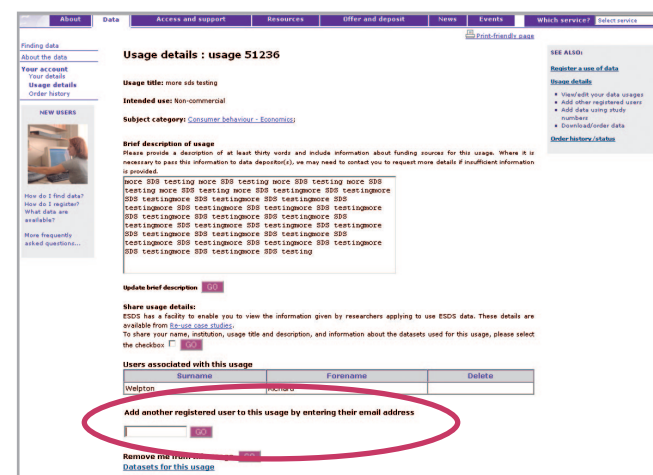 About Data Access and support Resources Offer and deposit News Events Which service? Select service
Print-friendly page
Finding data
About the data
Your account
Your details
Usage details
Order history
NEW USERS
How do I find data?
How do I register?
What data are
available?
More frequently
asked questions...
Usage details : usage 51236
Usage title: more sds testing
Intended use: Non-commercial
Subject category: Consumer behaviour - Economics;
Brief description of usage
Please provide a description of at least thirty words and include information about funding sources for this usage. Where it is
necessary to pass this information to data depositor(s), we may need to contact you to request more details if insufficient information
is provided.
more SDS testing more SDS testing more SDS testing more SDS
testing more SDS testing more SDS testingmore SDS testingmore
SDS testingmore SDS testingmore SDS testingmore SDS
testingmore SDS testingmore SDS testingmore SDS testingmore
SDS testingmore SDS testingmore SDS testingmore SDS
testingmore SDS testingmore SDS testingmore SDS testingmore
SDS testingmore SDS testingmore SDS testingmore SDS
testingmore SDS testingmore SDS testingmore SDS testingmore
SDS testingmore SDS testingmore SDS testing
Update brief description GO
Share usage details:
ESDS has a facility to enable you to view the information given by researchers applying to use ESDS data. These details are
available from Re-use case studies.
To share your name, institution, usage title and description, and information about the datasets used for this usage, please select
the checkbox GO
Users associated with this usage
Surname Forename Delete
Welpton Richard
Add another registered user to this usage by entering their email address
GO
Remove me from this usage GO
Datasets for this usage
SEE ALSO:
Register a use of data
Usage details
• View/edit your data usages
• Add other registered users
• Add data using study
numbers
• Download/order data
Order history/status